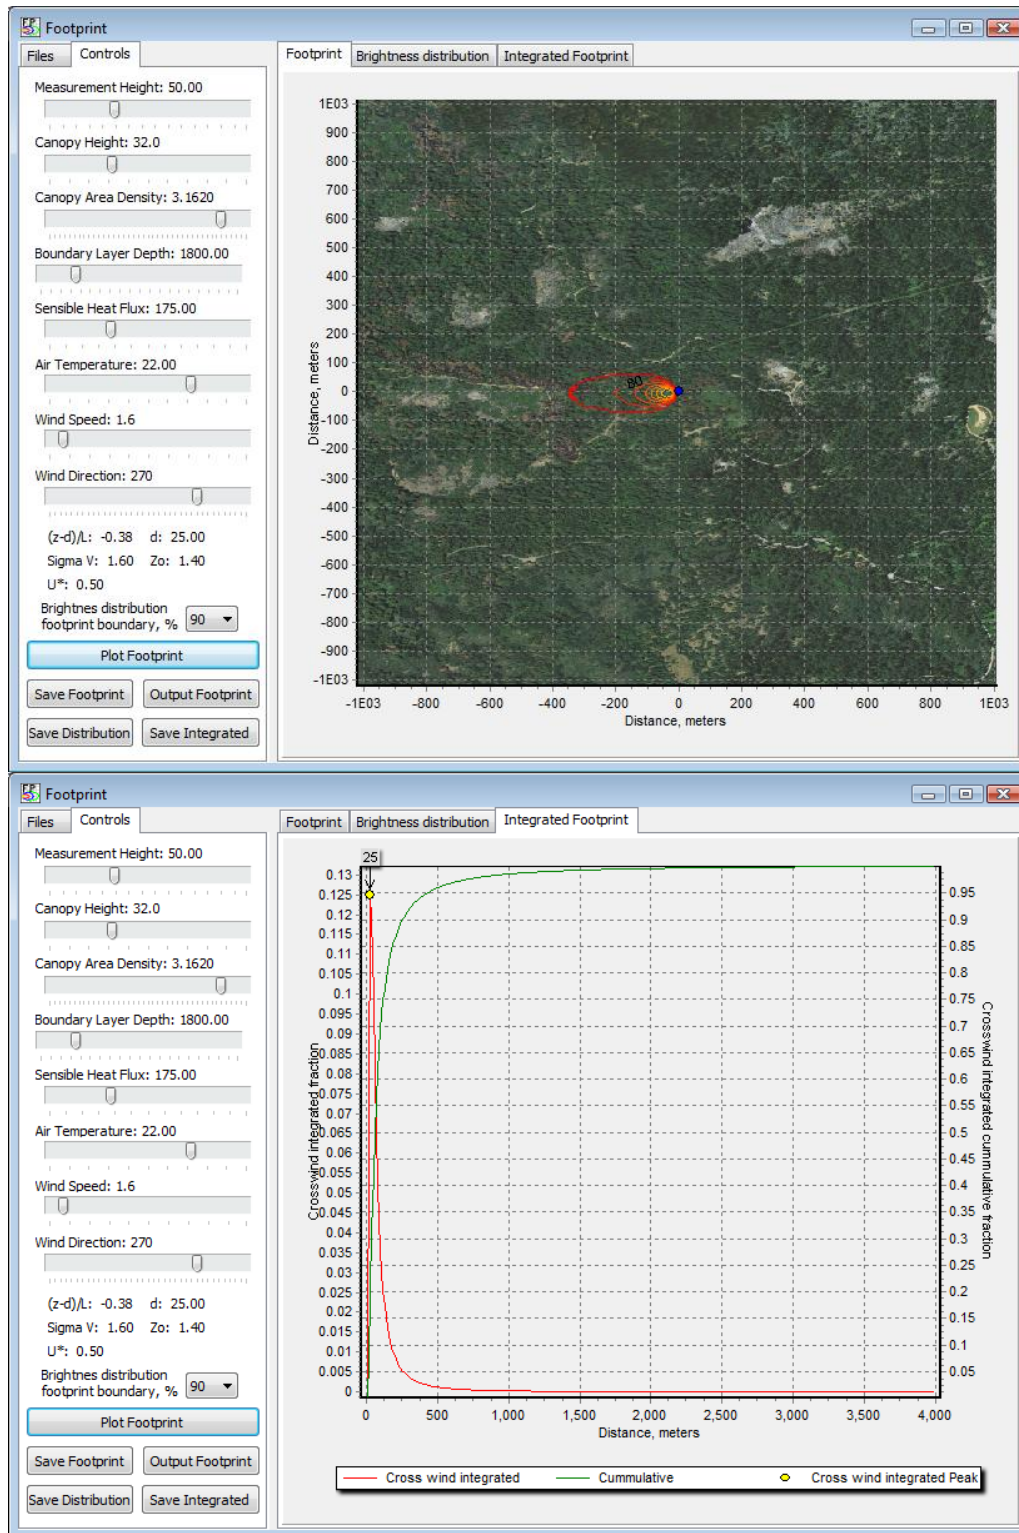 Footprint
Files Controls
Footprint Brightness distribution Integrated Footprint
Measurement Height: 50.00
Canopy Height: 32.0
Canopy Area Density: 3.1620
Boundary Layer Depth: 1800.00
Sensible Heat Flux: 175.00
Air Temperature: 22.00
Wind Speed: 1.6
Wind Direction: 270
(z-d)/L: -0.38 d: 25.00
Sigma V: 1.60 Zo: 1.40
U*: 0.50
Brightnes distribution
footprint boundary, % 90
Plot Footprint
Save Footprint Output Footprint
Save Distribution Save Integrated
Distance, meters
1E03
900
800
700
600
500
400
300
200
100
0
-100
-200
-300
-400
-500
-600
-700
-800
-900
-1E03
80
-1E03 -800 -600 -400 -200 0 200 400 600 800 1E03
Distance, meters
Footprint
Files Controls
Footprint Brightness distribution Integrated Footprint
Measurement Height: 50.00
Canopy Height: 32.0
Canopy Area Density: 3.1620
Boundary Layer Depth: 1800.00
Sensible Heat Flux: 175.00
Air Temperature: 22.00
Wind Speed: 1.6
Wind Direction: 270
(z-d)/L: -0.38 d: 25.00
Sigma V: 1.60 Zo: 1.40
U*: 0.50
Brightnes distribution
footprint boundary, % 90
Plot Footprint
Save Footprint Output Footprint
Save Distribution Save Integrated
25
Crosswind integrated fraction
0.13
0.125
0.12
0.115
0.11
0.105
0.1
0.095
0.09
0.085
0.08
0.075
0.07
0.065
0.06
0.055
0.05
0.045
0.04
0.035
0.03
0.025
0.02
0.015
0.01
0.005
0
0.95
0.9
0.85
0.8
0.75
0.7
0.65
0.6
0.55
0.5
0.45
0.4
0.35
0.3
0.25
0.2
0.15
0.1
0.05
Crosswind integrated cummulative fraction
0 500 1,000 1,500 2,000 2,500 3,000 3,500 4,000
Distance, meters
Cross wind integrated Cummulative Cross wind integrated Peak